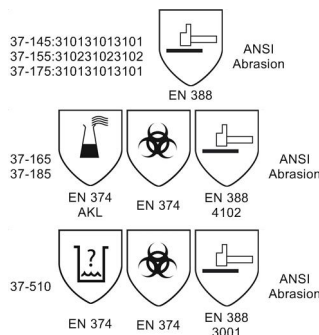 37-145:310131013101
37-155:310231023102
37-175:310131013101
ANSI
Abrasion
EN 388
37-165
37-185
ANSI
Abrasion
EN 374
AKL
EN 374
EN 388
4102
37-510
?
ANSI
Abrasion
EN 374
EN 374
EN 388
3001